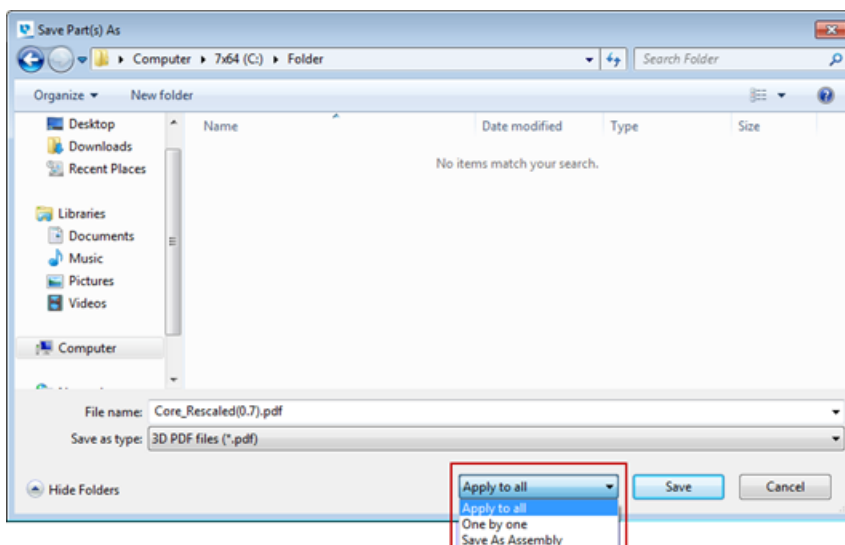 Save Part(s) As
Computer 7x64 (C:) Folder
Search Folder
Organize New folder
Desktop
Downloads
Recent Places
Libraries
Documents
Music
Pictures
Videos
Computer
Name Date modified Type Size
No items match your search.
File name: Core_Rescaled(0.7).pdf
Save as type: 3D PDF files (*.pdf)
Hide Folders
Apply to all Save Cancel
Apply to all
One by one
Save As Assembly